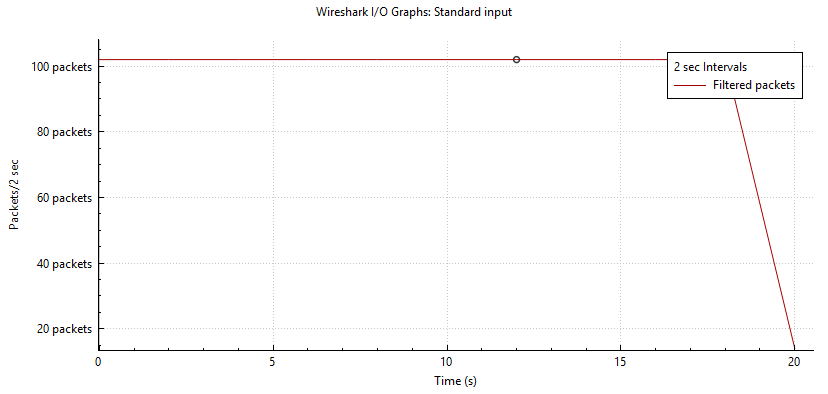 Wireshark I/O Graphs: Standard input
Packets/2 sec
100 packets
80 packets
60 packets
40 packets
20 packets
2 sec Intervals
Filtered packets
0 5 10 15 20
Time (s)